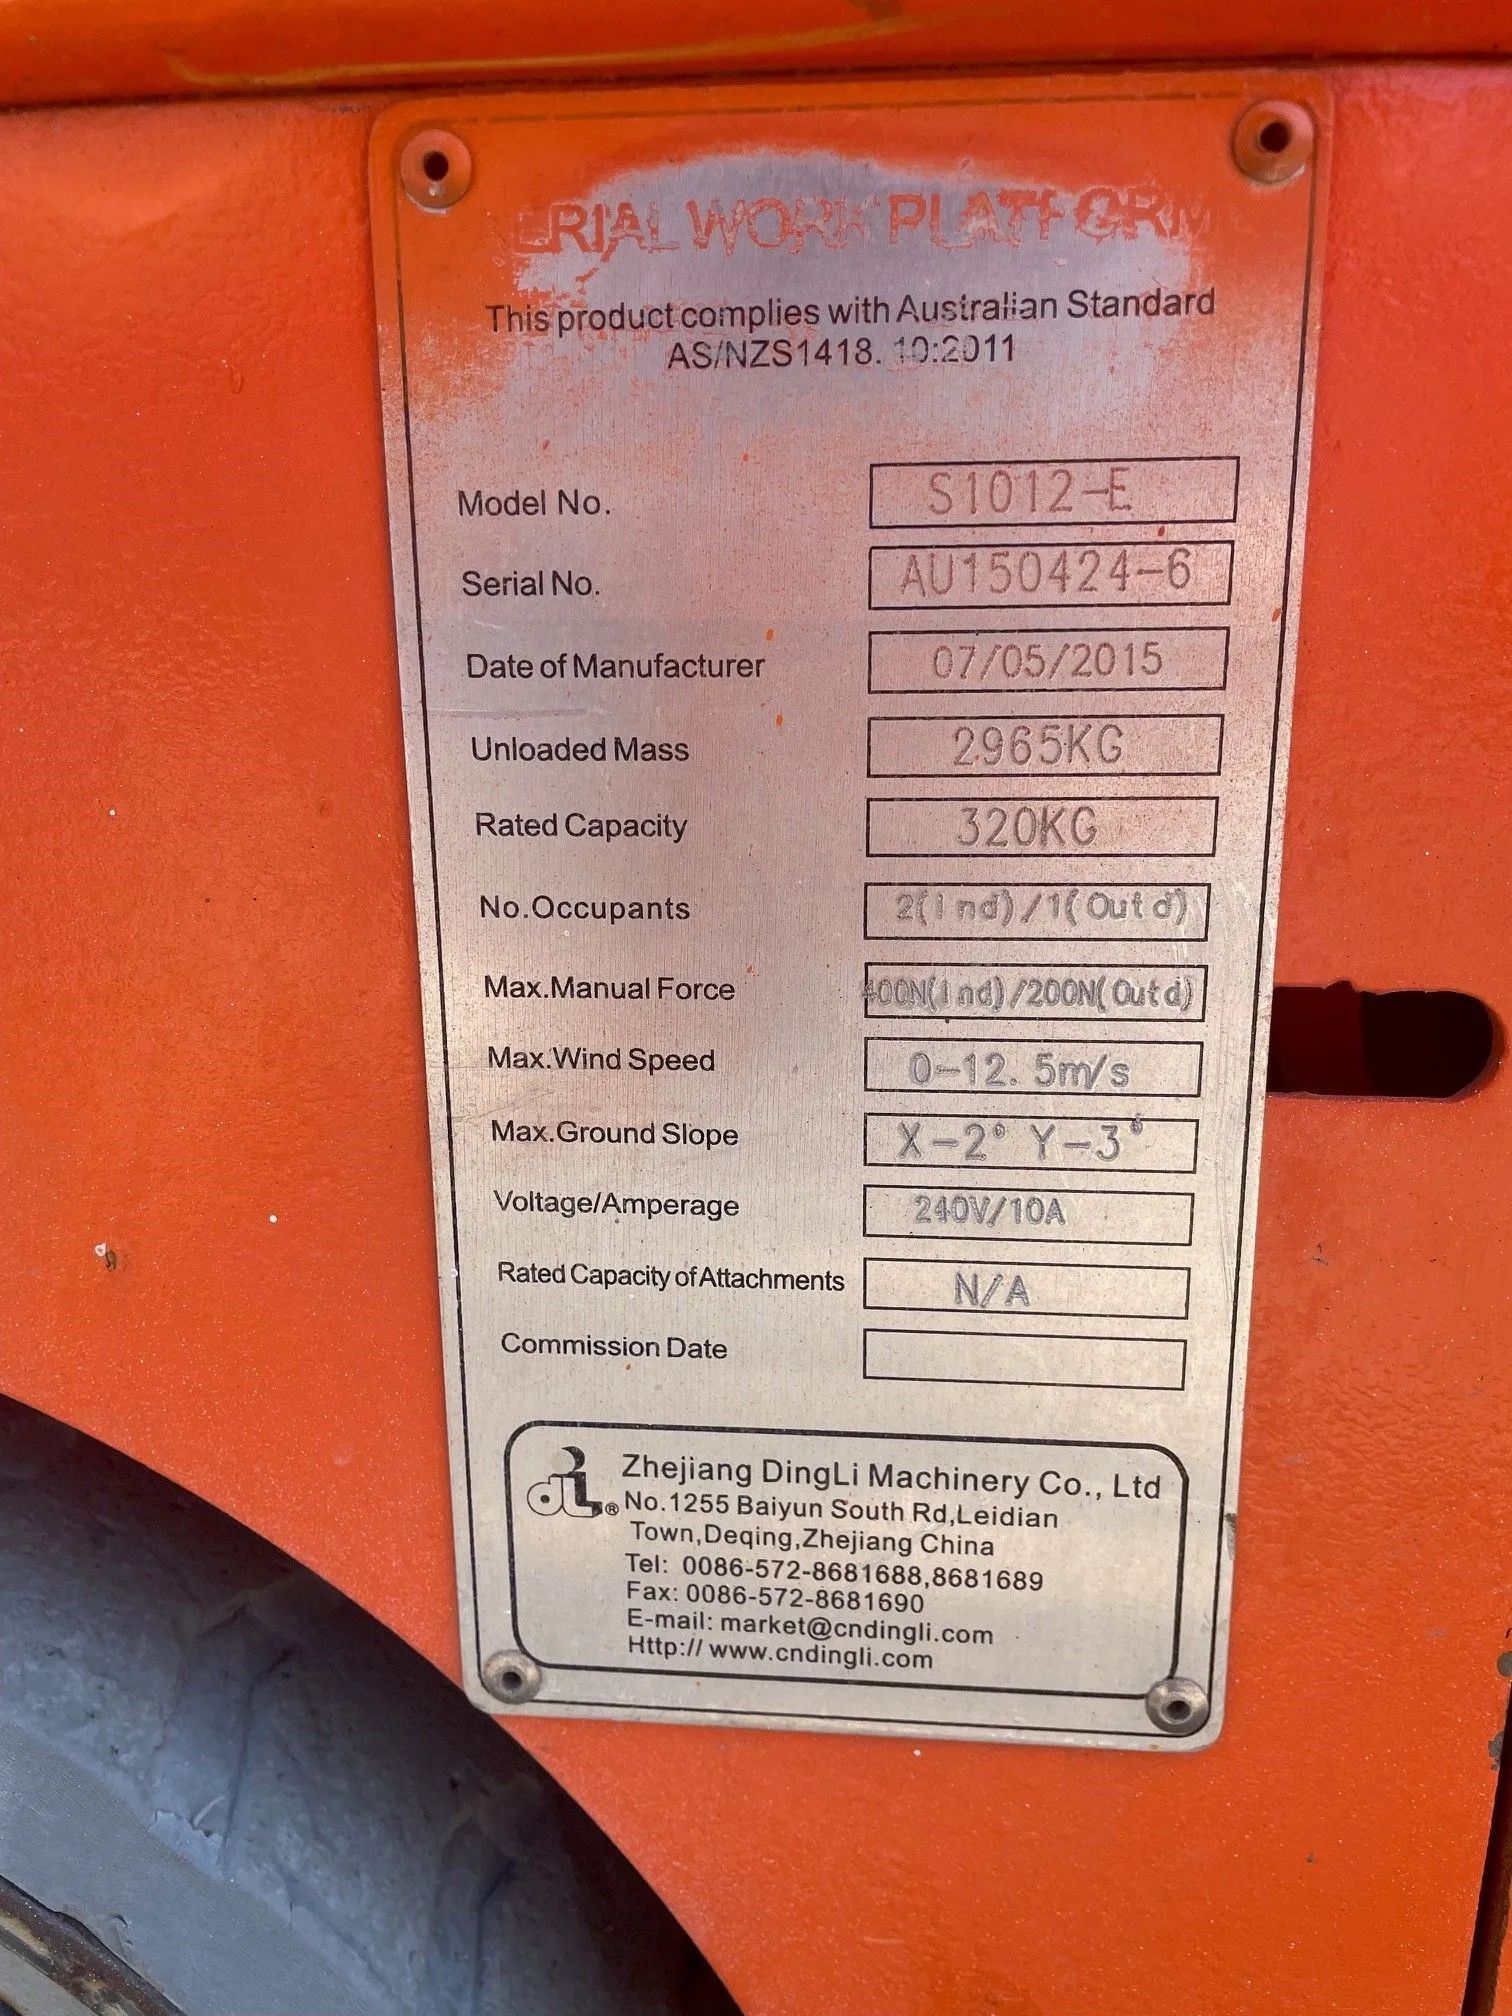 ERIAL WORK PLATFORM
This product complies with Australian Standard
AS/NZS1418. 10:2011
Model No. S1012-E
Serial No. AU150424-6
Date of Manufacturer 07/05/2015
Unloaded Mass 2965KG
Rated Capacity 320KG
No.Occupants 2(Ind)/1(Outd)
Max.Manual Force 400N(Ind)/200N(Outd)
Max.Wind Speed 0-12. 5m/s
Max.Ground Slope X-2° Y-3°
Voltage/Amperage 240V/10A
Rated Capacity of Attachments N/A
Commission Date
Zhejiang DingLi Machinery Co., Ltd
No.1255 Baiyun South Rd,Leidian
Town,Deqing,Zhejiang China
Tel: 0086-572-8681688,8681689
Fax: 0086-572-8681690
E-mail: market@cndingli.com
Http:// www.cndingli.com